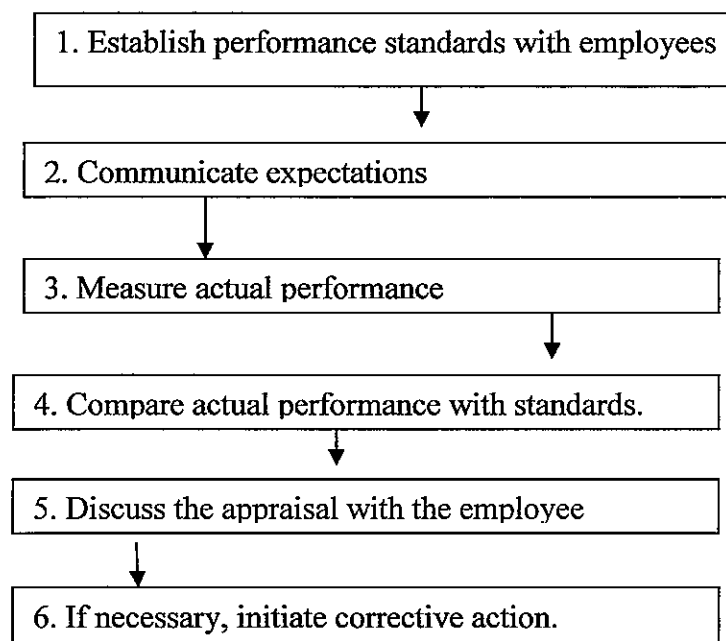 1. Establish performance standards with employees
2. Communicate expectations
3. Measure actual performance
4. Compare actual performance with standards.
5. Discuss the appraisal with the employee
6. If necessary, initiate corrective action.